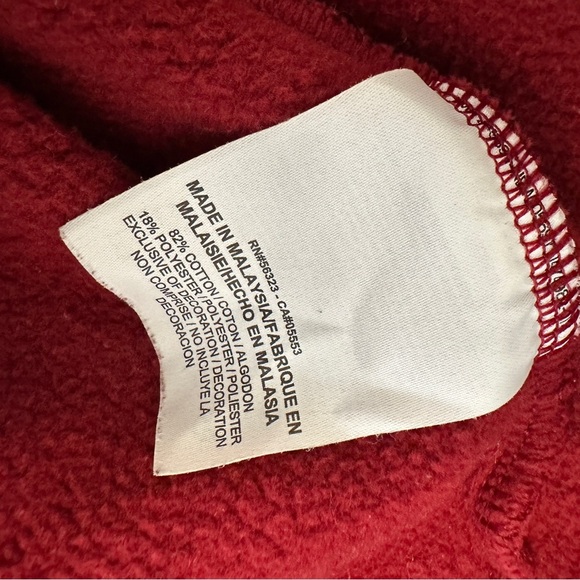 RN#56323 - CA#05553
MADE IN MALAYSIA/FABRIQUE EN
MALAISIE/HECHO EN MALASIA
82% COTTON/COTON/ALGODON
18% POLYESTER/POLYESTER/POLIESTER
EXCLUSIVE OF DECORATION/DECORATION
NON COMPRISE/NO INCLUYE LA
DECORACION